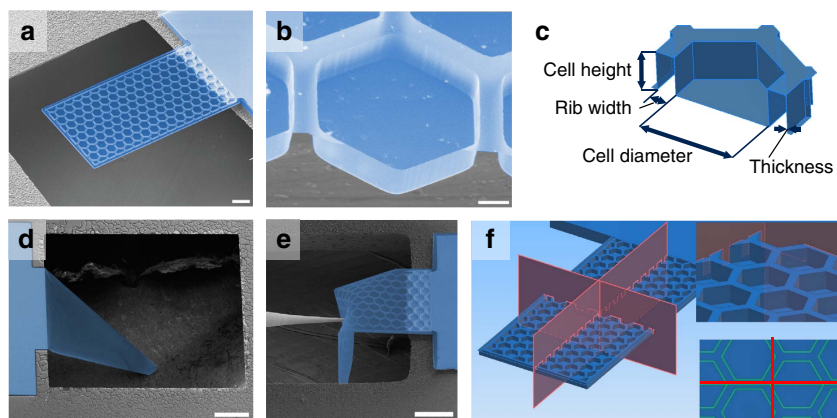 a
b
c
Cell height
Rib width
Cell diameter
Thickness
d
e
f